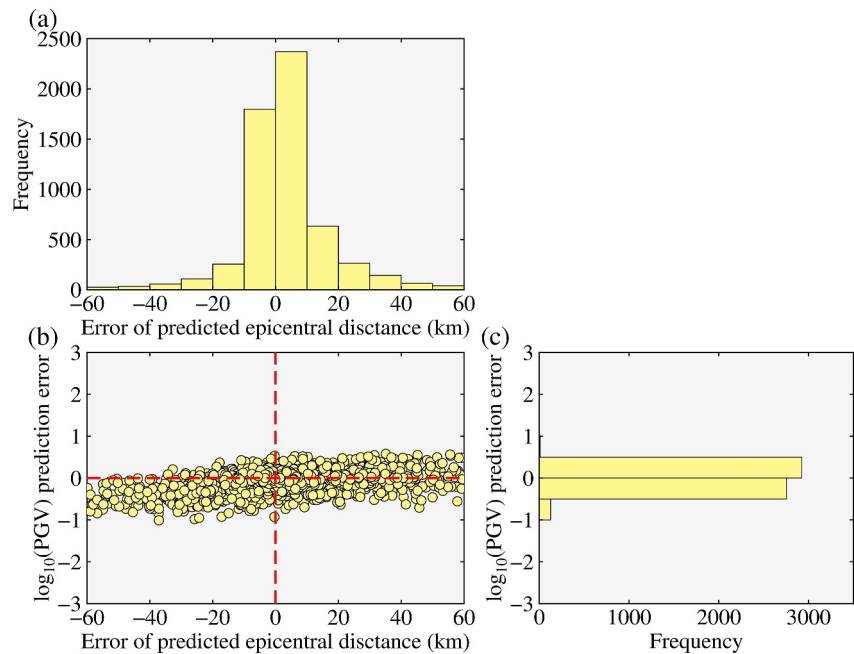 (a)
2500
2000
1500
1000
500
0
Frequency
−60 −40 −20 0 20 40 60
Error of predicted epicentral disctance (km)
(b)
3
2
1
0
−1
−2
−3
log10(PGV) prediction error
−60 −40 −20 0 20 40 60
Error of predicted epicentral disctance (km)
(c)
3
2
1
0
−1
−2
−3
log10(PGV) prediction error
0 1000 2000 3000
Frequency